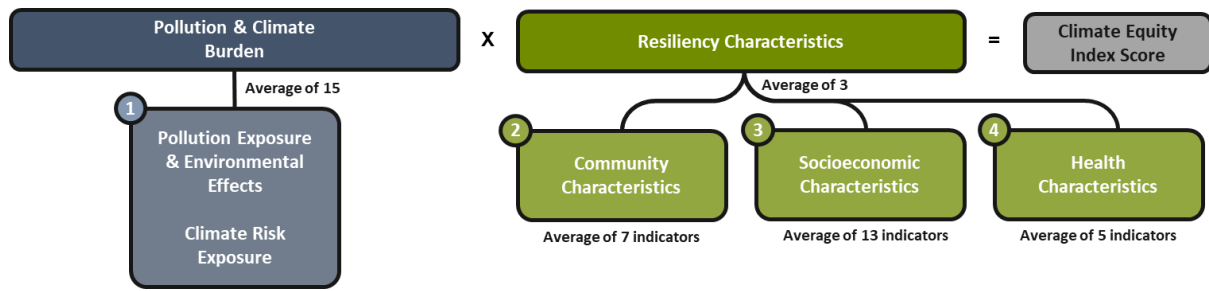 Pollution & Climate
Burden
X
Resiliency Characteristics
=
Climate Equity
Index Score
Average of 15
Average of 3
1
Pollution Exposure
& Environmental
Effects
Climate Risk
Exposure
2
Community
Characteristics
Average of 7 indicators
3
Socioeconomic
Characteristics
Average of 13 indicators
4
Health
Characteristics
Average of 5 indicators